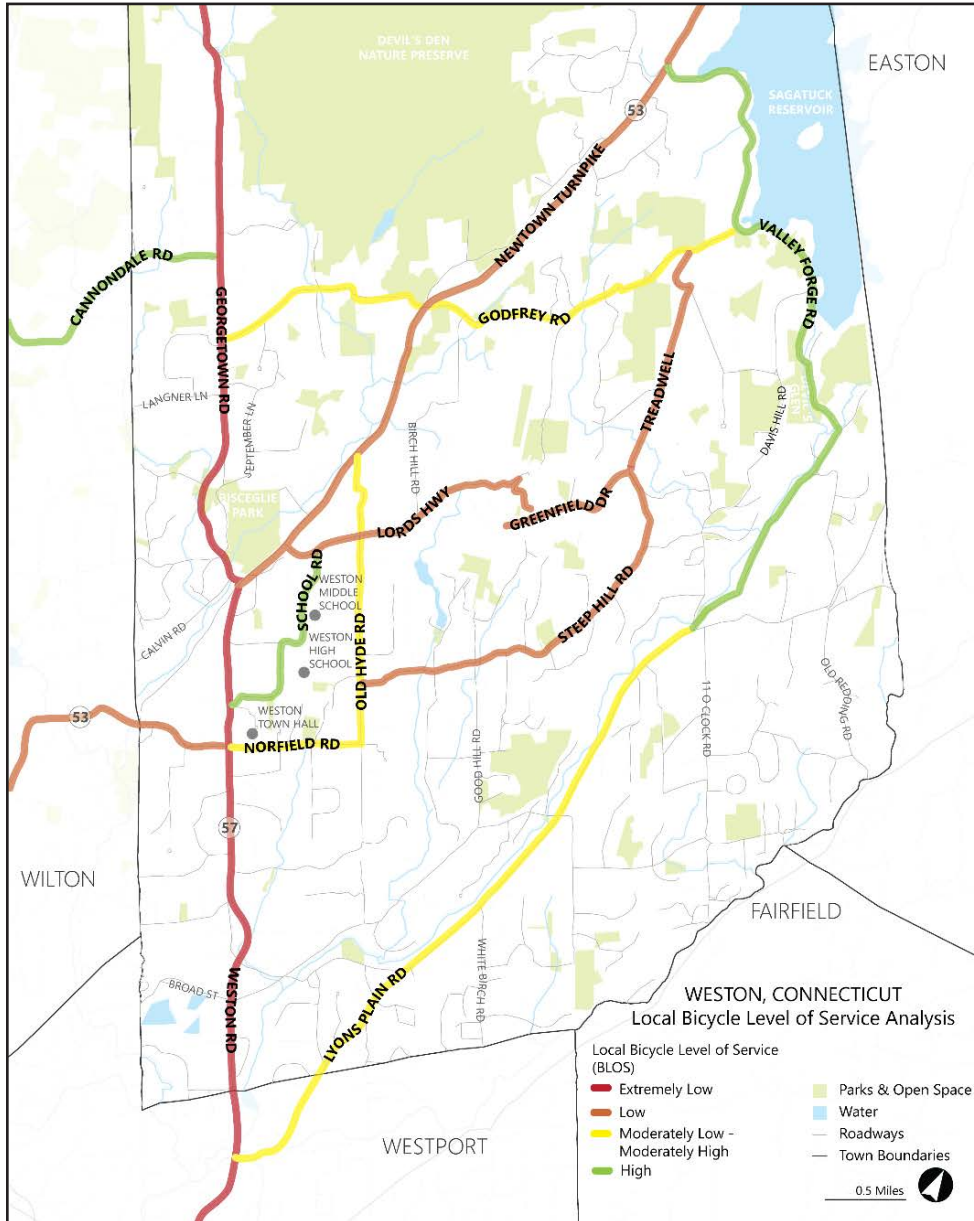 DEVIL'S DEN
NATURE PRESERVE
EASTON
SAGATUCK
RESERVOIR
53
NEWTOWN TURNPIKE
CANNONDALE RD
VALLEY FORGE RD
GEORGETOWN RD
GODFREY RD
LANGNER LN
SEPTEMBER LN
BIRCH HILL RD
TREADWELL
DAVIS HILL RD
BISCEGLIE
PARK
LORDS HWY
GREENFIELD DR
SCHOOL RD
WESTON
MIDDLE
SCHOOL
STEEP HILL RD
CALVIN RD
WESTON
HIGH
SCHOOL
OLD HYDE RD
11 O CLOCK RD
OLD REDDING RD
53
WESTON
TOWN HALL
NORFIELD RD
GOOD HILL RD
57
WILTON
FAIRFIELD
BROAD ST
WESTON RD
WHITE BIRCH RD
LYONS PLAIN RD
WESTPORT
WESTON, CONNECTICUT
Local Bicycle Level of Service Analysis
Local Bicycle Level of Service
(BLOS)
Extremely Low
Low
Moderately Low -
Moderately High
High
Parks & Open Space
Water
Roadways
Town Boundaries
0.5 Miles